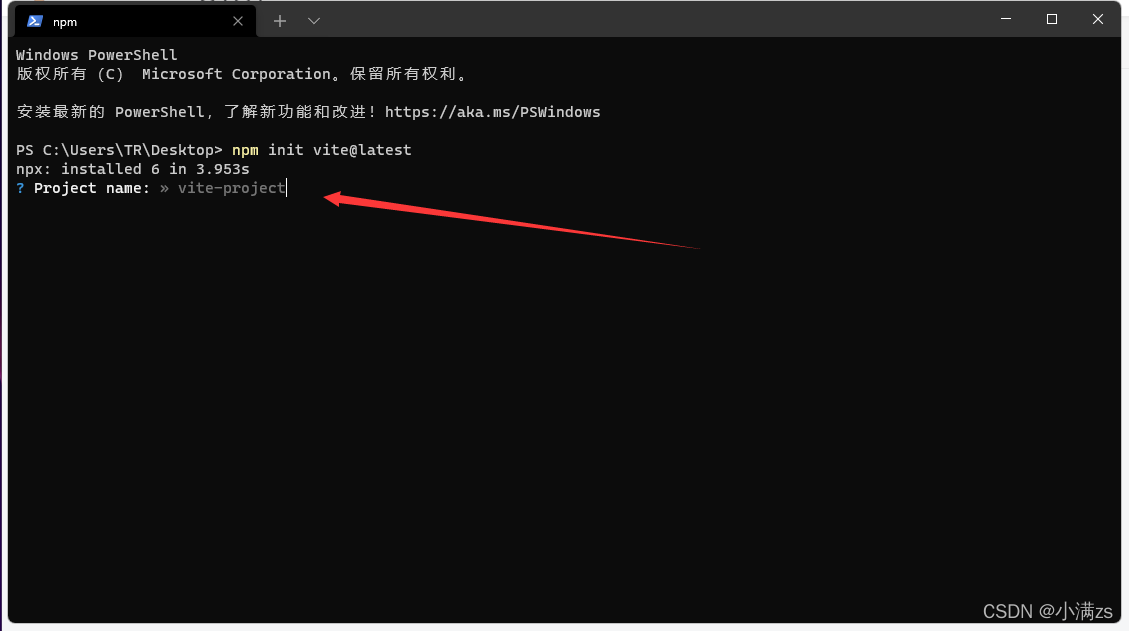 npm
Windows PowerShell
版权所有 (C)  Microsoft Corporation。保留所有权利。
安装最新的 PowerShell，了解新功能和改进！https://aka.ms/PSWindows
PS C:\Users\TR\Desktop> npm init vite@latest
npx: installed 6 in 3.953s
? Project name: » vite-project
CSDN @小满zs